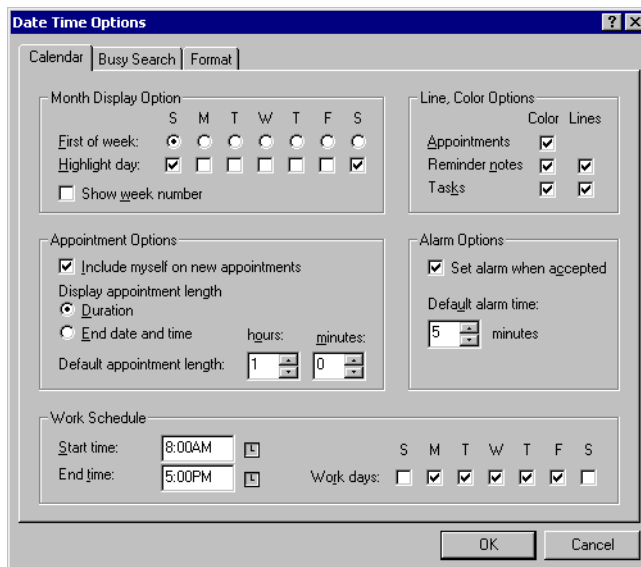 Date Time Options
Calendar Busy Search Format
Month Display Option
S M T W T F S
First of week:
Highlight day:
Show week number
Line, Color Options
Color Lines
Appointments
Reminder notes
Tasks
Appointment Options
Include myself on new appointments
Display appointment length
Duration
End date and time
hours: minutes:
Default appointment length: 1 0
Alarm Options
Set alarm when accepted
Default alarm time:
5 minutes
Work Schedule
Start time: 8:00AM
End time: 5:00PM
S M T W T F S
Work days:
OK Cancel